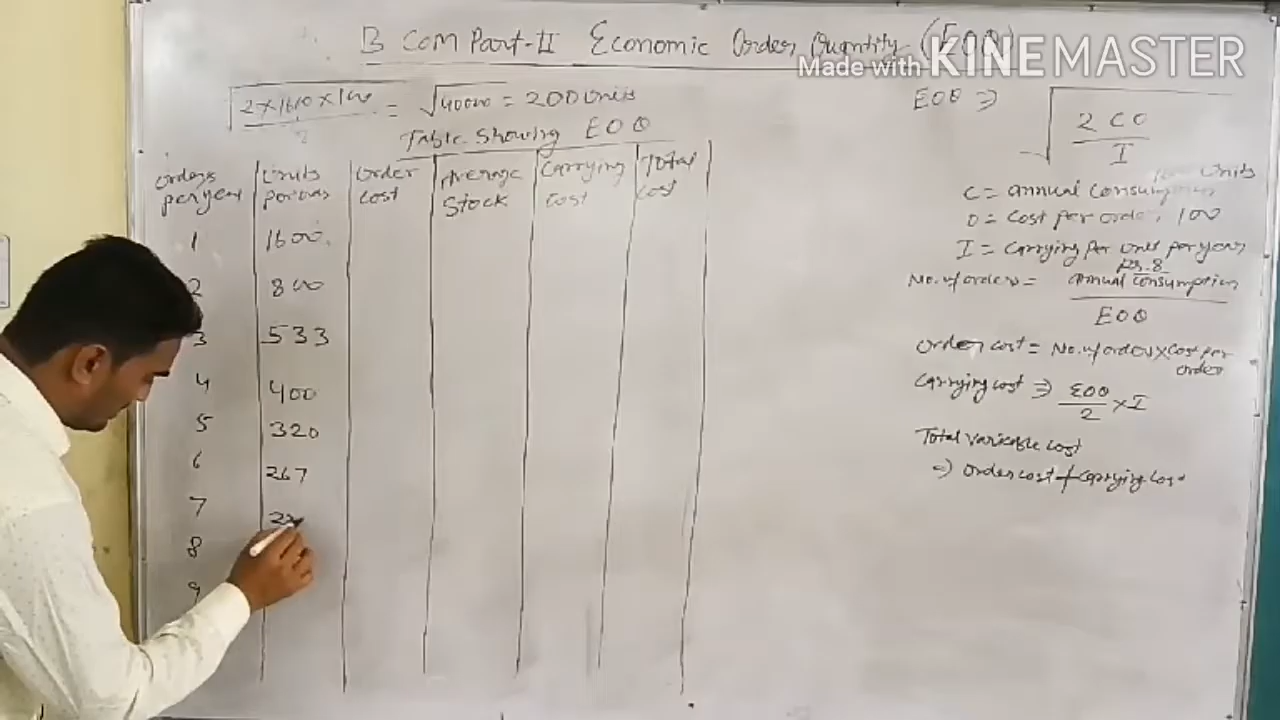 B Com Part-II Economic Order Quantity (EOQ)
Made with KINEMASTER
√2×1600×100 = √40000 = 200 Units
Table Showing EOQ
Orders per year
Units per order
Order cost
Average Stock
Carrying cost
Total cost
1 1600
2 800
3 533
4 400
5 320
6 267
7 22
8
9
EOQ ⇒ √2CO
I
Units
C = annual Consumption
O = Cost per order, 100
I = Carrying per unit per year
Rs. 8
No. of orders = annual Consumption
EOQ
Order cost = No. of orders × Cost per order
Carrying cost ⇒ EOQ × I
2
Total variable cost
⇒ Order cost + Carrying cost